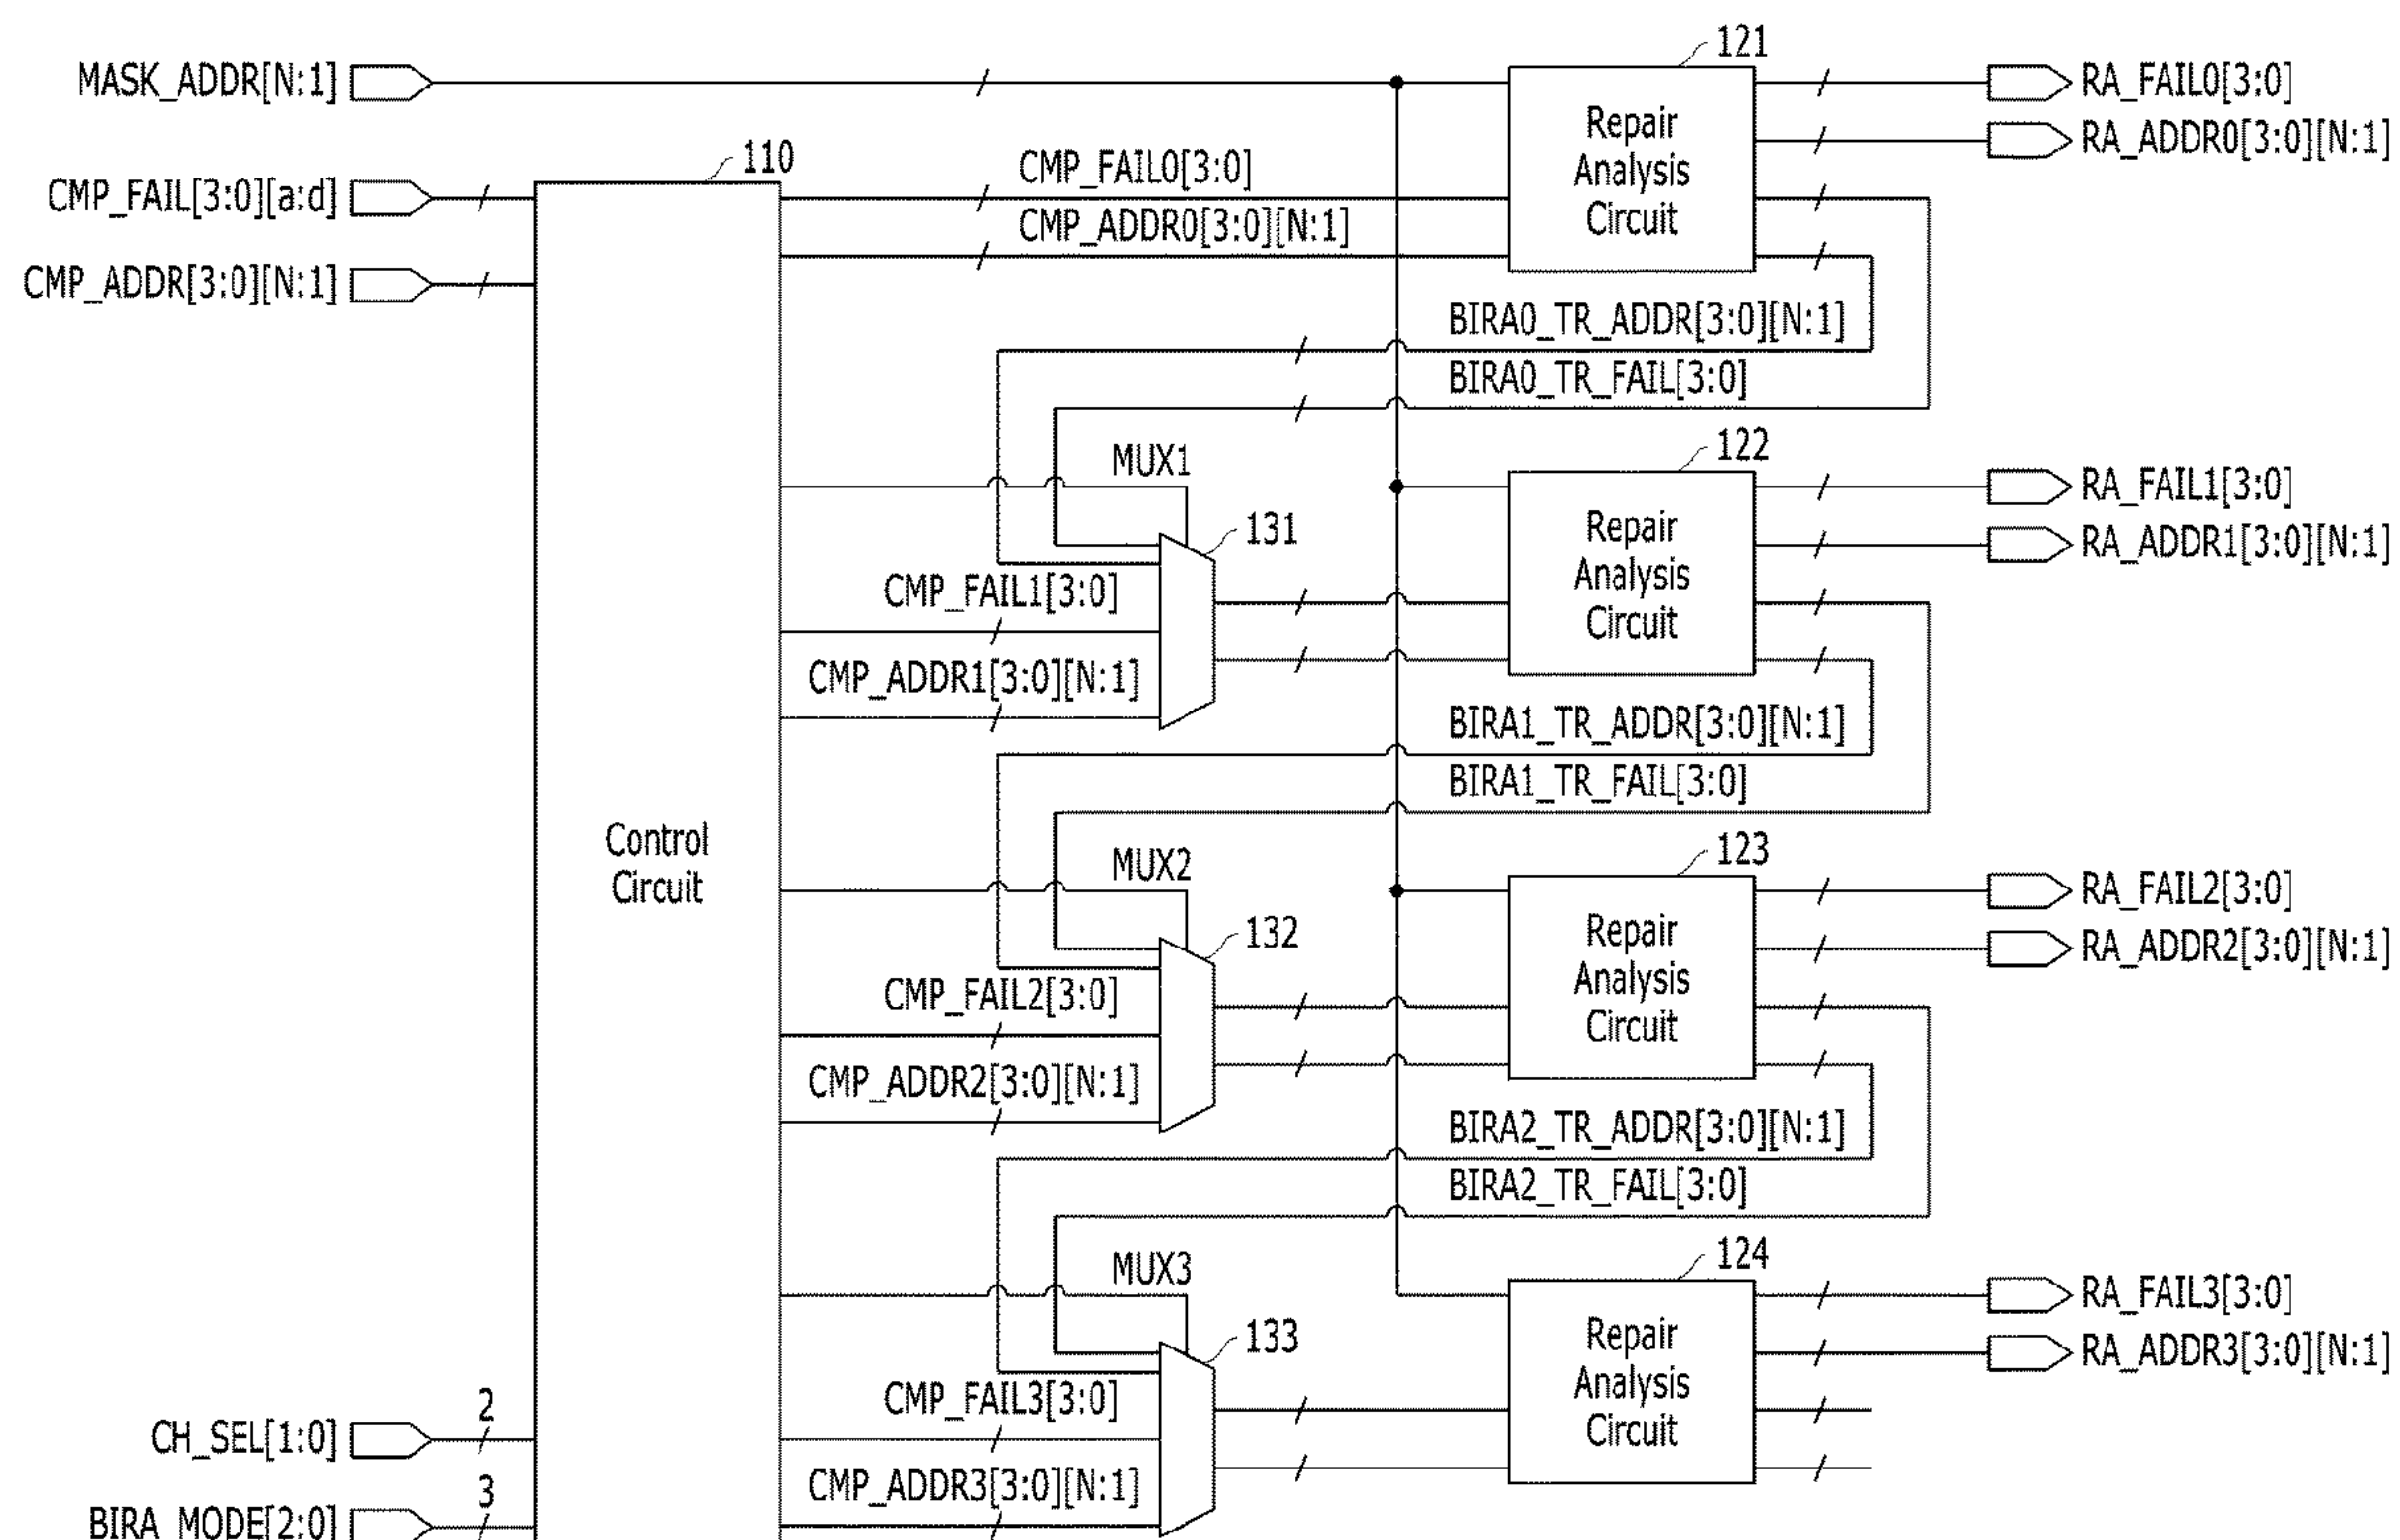 121
MASK_ADDR[N:1]
RA_FAIL0[3:0]
Repair
Analysis
Circuit
RA_ADDR0[3:0][N:1]
110
CMP_FAIL0[3:0]
CMP_FAIL[3:0][a:d]
CMP_ADDR0[3:0][N:1]
CMP_ADDR[3:0][N:1]
BIRA0_TR_ADDR[3:0][N:1]
BIRA0_TR_FAIL[3:0]
122
MUX1
RA_FAIL1[3:0]
131
Repair
Analysis
Circuit
RA_ADDR1[3:0][N:1]
CMP_FAIL1[3:0]
CMP_ADDR1[3:0][N:1]
BIRA1_TR_ADDR[3:0][N:1]
BIRA1_TR_FAIL[3:0]
Control
Circuit
123
MUX2
RA_FAIL2[3:0]
132
Repair
Analysis
Circuit
RA_ADDR2[3:0][N:1]
CMP_FAIL2[3:0]
CMP_ADDR2[3:0][N:1]
BIRA2_TR_ADDR[3:0][N:1]
BIRA2_TR_FAIL[3:0]
124
MUX3
RA_FAIL3[3:0]
133
Repair
Analysis
Circuit
RA_ADDR3[3:0][N:1]
CMP_FAIL3[3:0]
2
CH_SEL[1:0]
CMP_ADDR3[3:0][N:1]
3
BIRA_MODE[2:0]